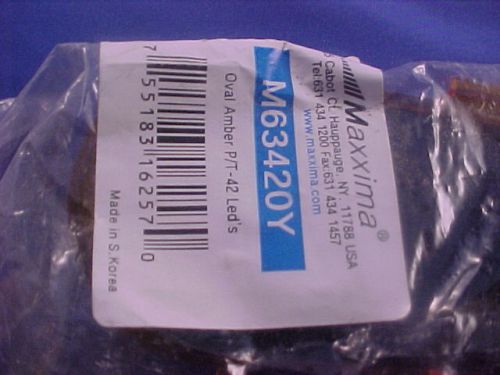 Maxxima®
5 Cabot Ct. Hauppauge, NY, 11788 USA
Tel:631 434 1200 Fax:631 434 1457
www.maxxima.com
M63420Y
Oval Amber P/T-42 Led's
7 55183 16257 0
Made in S.Korea